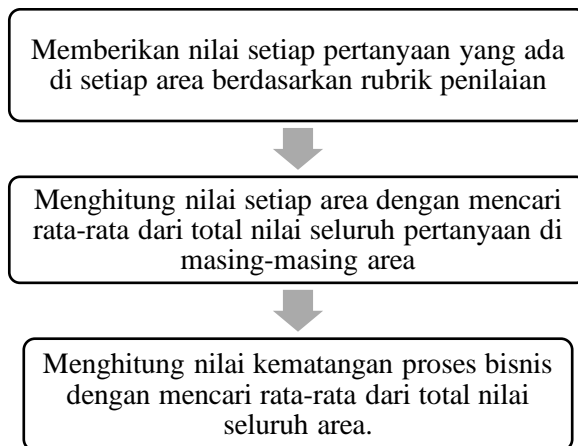 Memberikan nilai setiap pertanyaan yang ada
di setiap area berdasarkan rubrik penilaian
Menghitung nilai setiap area dengan mencari
rata-rata dari total nilai seluruh pertanyaan di
masing-masing area
Menghitung nilai kematangan proses bisnis
dengan mencari rata-rata dari total nilai
seluruh area.